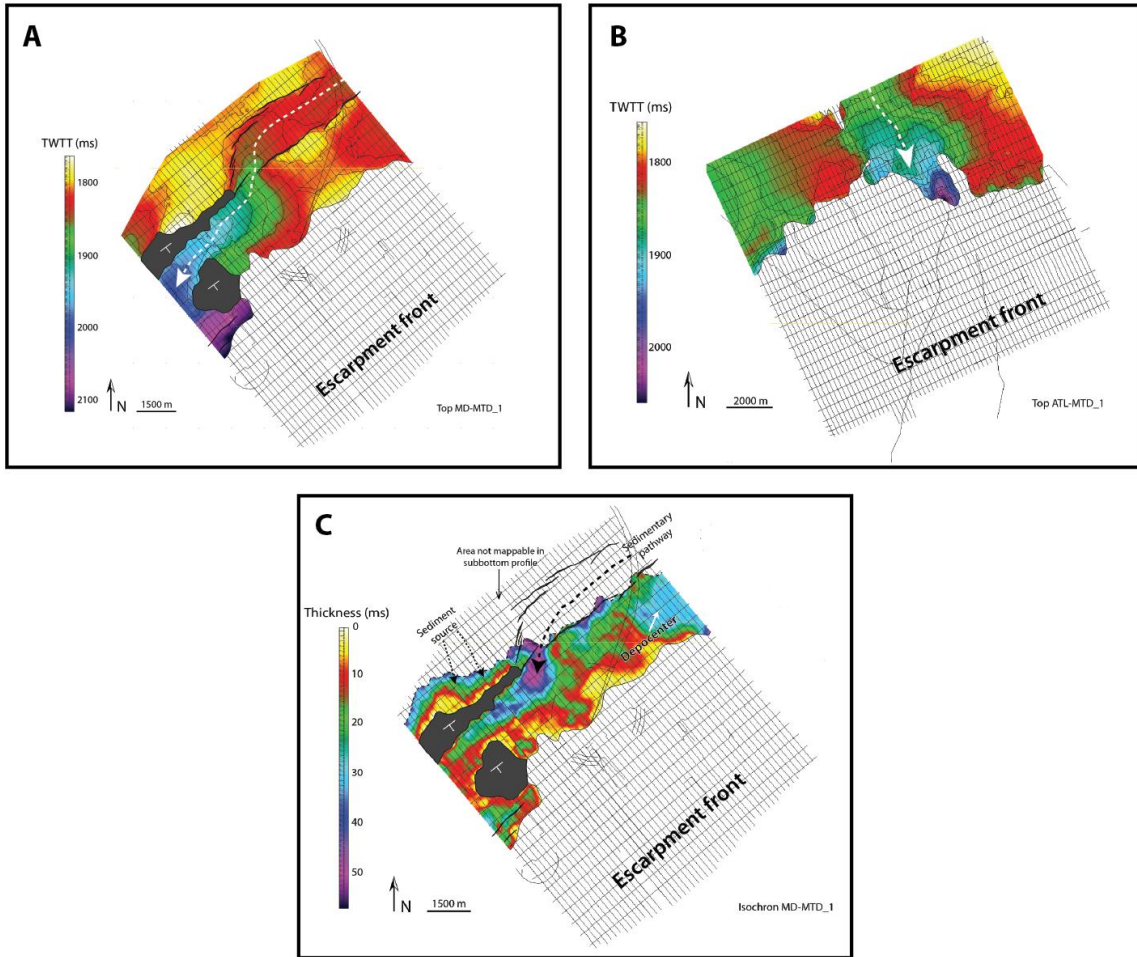 A
TWTT (ms)
1800
1900
2000
2100
N
1500 m
Escarpment front
Top MD-MTD_1
B
TWTT (ms)
1800
1900
2000
N
2000 m
Escarpment front
Top ATL-MTD_1
C
Area not mappable in
subbottom profile
Sedimentary
pathway
Thickness (ms)
0
10
20
30
40
50
Sediment
source
Depocenter
N
1500 m
Escarpment front
Isochron MD-MTD_1